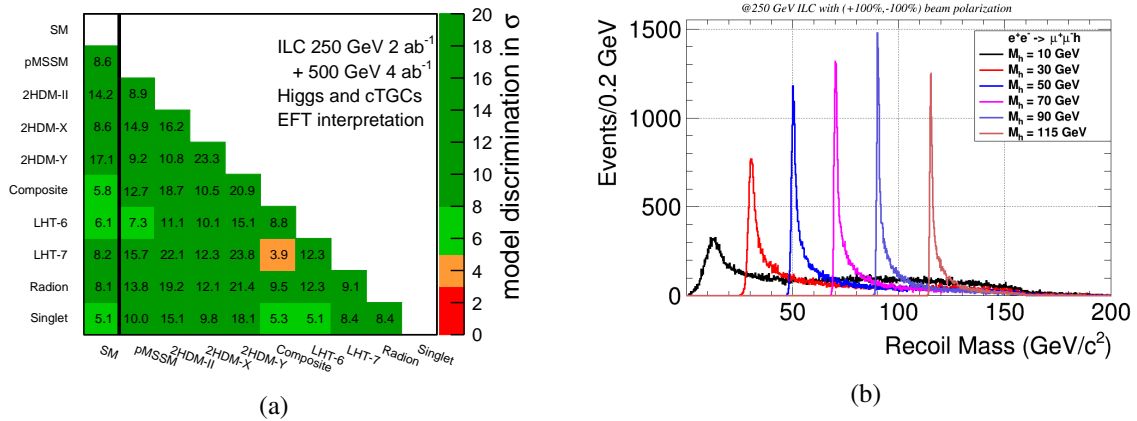 SM
pMSSM 8.6
2HDM-II 14.2 8.9
2HDM-X 8.6 14.9 16.2
2HDM-Y 17.1 9.2 10.8 23.3
Composite 5.8 12.7 18.7 10.5 20.9
LHT-6 6.1 7.3 11.1 10.1 15.1 8.8
LHT-7 8.2 15.7 22.1 12.3 23.8 3.9 12.3
Radion 8.1 13.8 19.2 12.1 21.4 9.5 12.3 9.1
Singlet 5.1 10.0 15.1 9.8 18.1 5.3 5.1 8.4 8.4
SM pMSSM 2HDM-II 2HDM-X 2HDM-Y Composite LHT-6 LHT-7 Radion Singlet
ILC 250 GeV 2 ab⁻¹
+ 500 GeV 4 ab⁻¹
Higgs and cTGCs
EFT interpretation
20
18
16
14
12
10
8
6
4
2
0
model discrimination in σ
(a)
@250 GeV ILC with (+100%,-100%) beam polarization
Events/0.2 GeV
1500
1000
500
0
e⁺e⁻ -> μ⁺μ⁻h
M_h = 10 GeV
M_h = 30 GeV
M_h = 50 GeV
M_h = 70 GeV
M_h = 90 GeV
M_h = 115 GeV
50 100 150 200
Recoil Mass (GeV/c²)
(b)